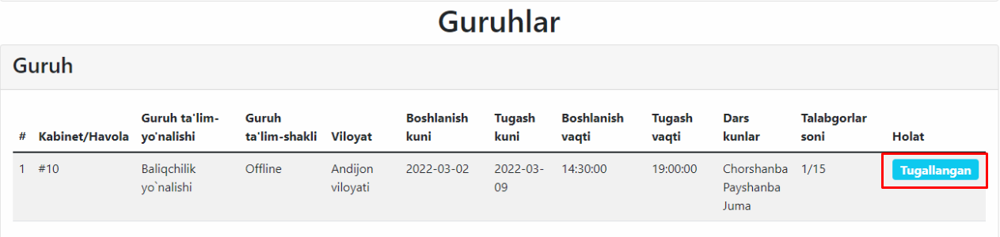 Guruhlar
Guruh
# Kabinet/Havola Guruh ta'lim-yo'nalishi Guruh ta'lim-shakli Viloyat Boshlanish kuni Tugash kuni Boshlanish vaqti Tugash vaqti Dars kunlar Talabgorlar soni Holat
1 #10 Baliqchilik yo`nalishi Offline Andijon viloyati 2022-03-02 2022-03-09 14:30:00 19:00:00 Chorshanba Payshanba Juma 1/15 Tugallangan